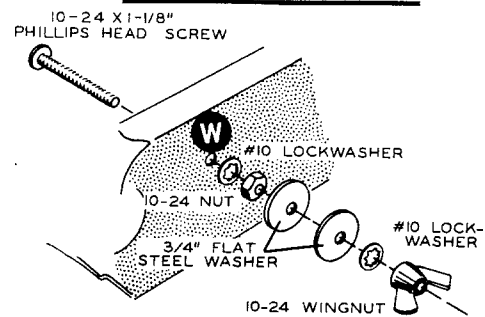 10-24 X 1-1/8"
PHILLIPS HEAD SCREW
W
#10 LOCKWASHER
10-24 NUT
3/4" FLAT
STEEL WASHER
#10 LOCK-
WASHER
10-24 WINGNUT